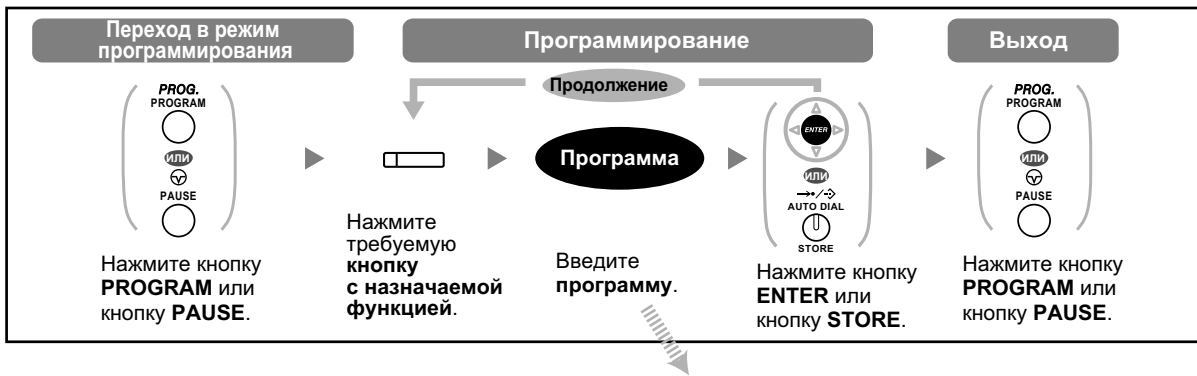 Переход в режим
программирования
Программирование
Выход
Продолжение
PROG.
PROGRAM
ИЛИ
PAUSE
Нажмите кнопку
PROGRAM или
кнопку PAUSE.
Нажмите
требуемую
кнопку
с назначаемой
функцией.
Программа
Введите
программу.
ENTER
ИЛИ
AUTO DIAL
STORE
Нажмите кнопку
ENTER или
кнопку STORE.
PROG.
PROGRAM
ИЛИ
PAUSE
Нажмите кнопку
PROGRAM или
кнопку PAUSE.